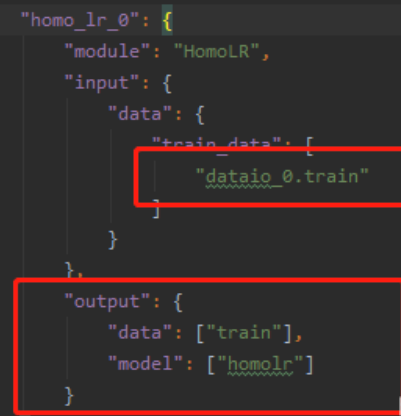 "homo_lr_0": {
"module": "HomoLR",
"input": {
"data": {
"train_data": [
"dataio_0.train"
]
}
},
"output": {
"data": ["train"],
"model": ["homolr"]
}